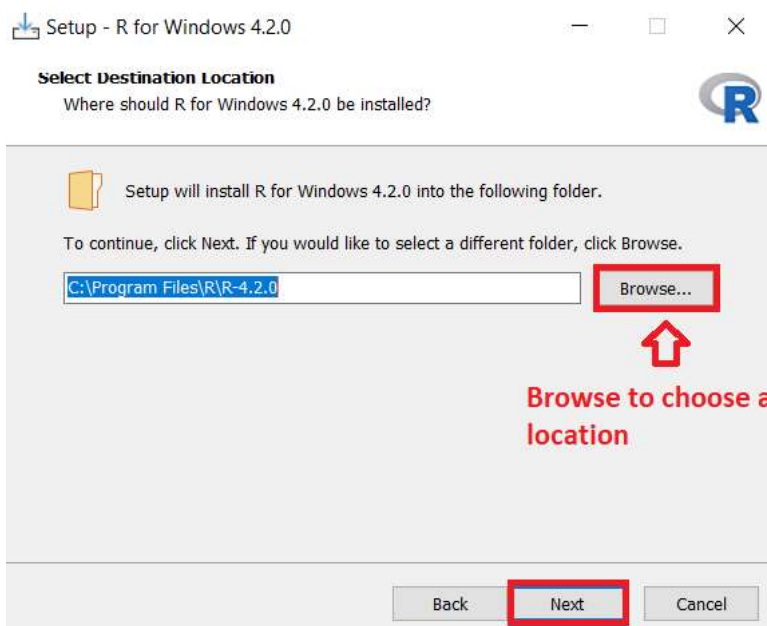 Setup - R for Windows 4.2.0
Select Destination Location
Where should R for Windows 4.2.0 be installed?
R
Setup will install R for Windows 4.2.0 into the following folder.
To continue, click Next. If you would like to select a different folder, click Browse.
C:\Program Files\R\R-4.2.0
Browse...
Browse to choose a
location
Back
Next
Cancel